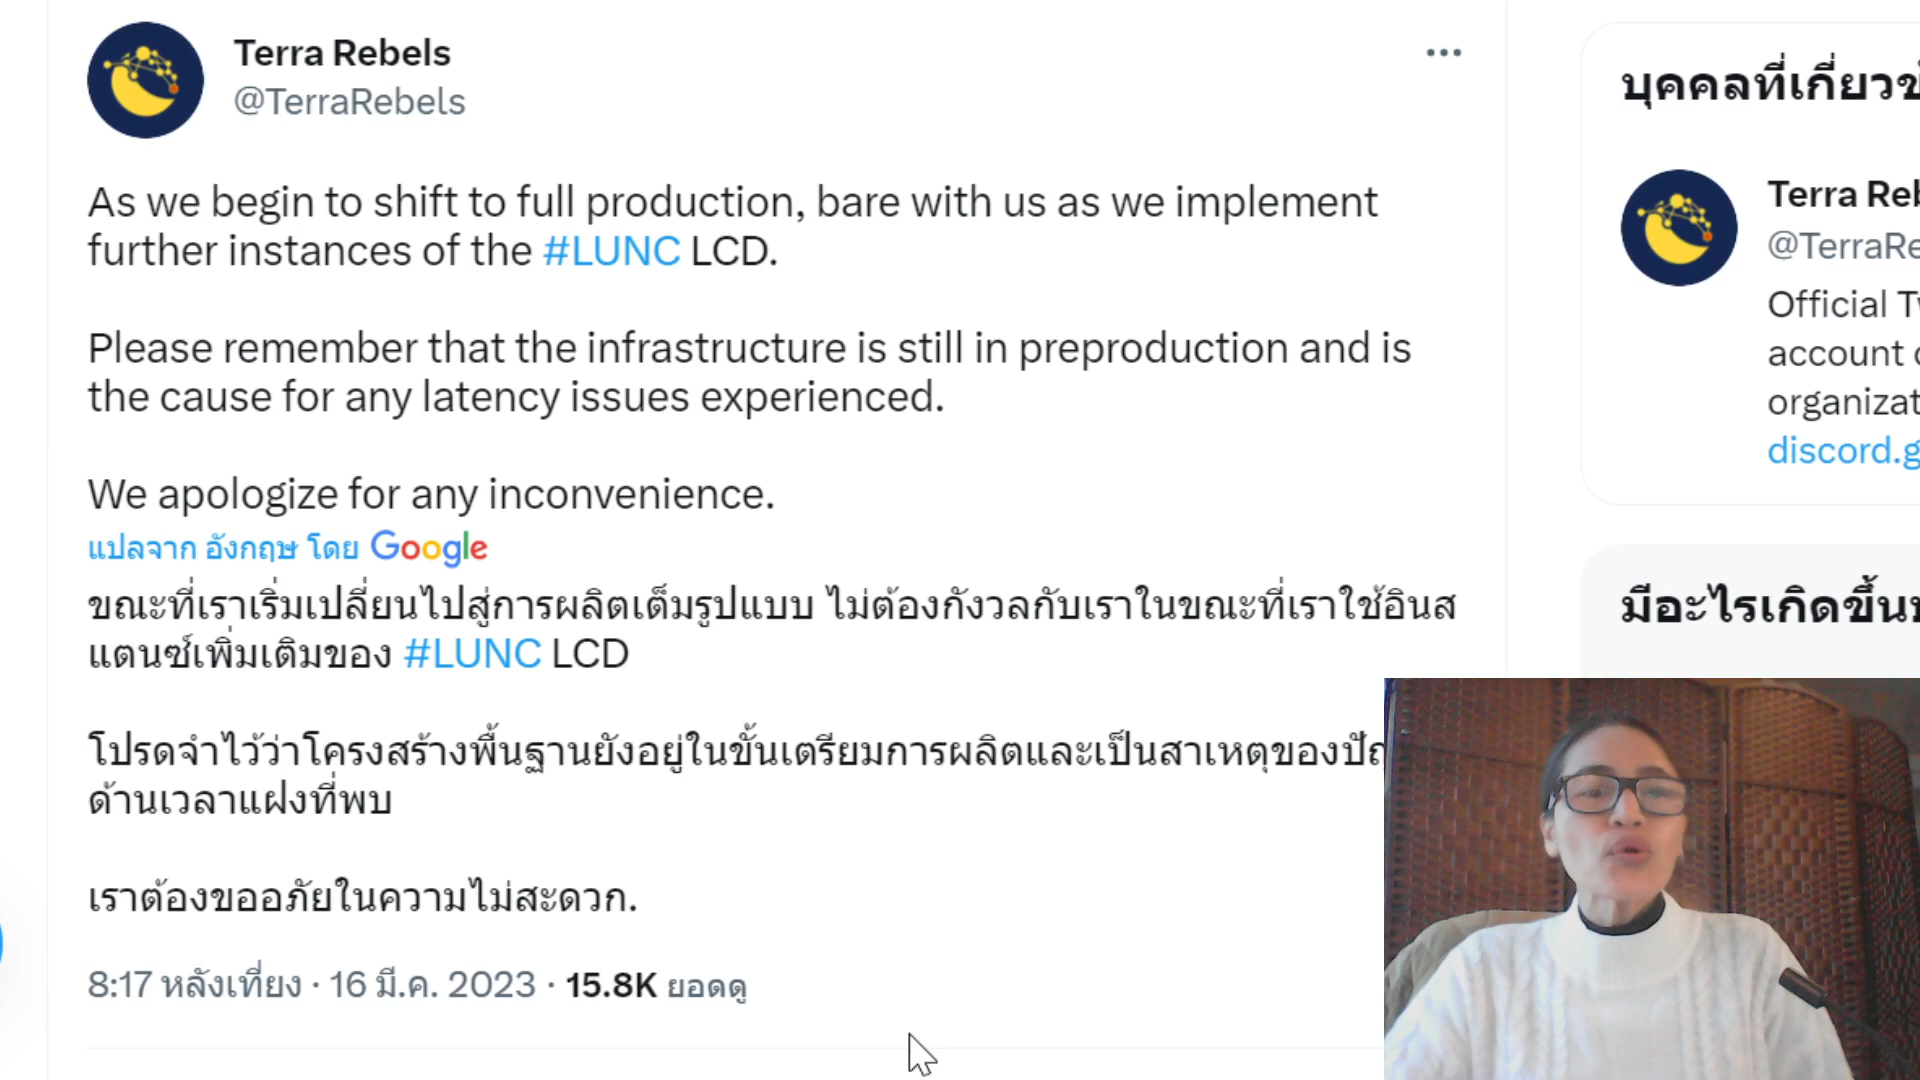 Terra Rebels
@TerraRebels
As we begin to shift to full production, bare with us as we implement
further instances of the #LUNC LCD.
Please remember that the infrastructure is still in preproduction and is
the cause for any latency issues experienced.
We apologize for any inconvenience.
แปลจาก อังกฤษ โดย Google
ขณะที่เราเริ่มเปลี่ยนไปสู่การผลิตเต็มรูปแบบ ไม่ต้องกังวลกับเราในขณะที่เราใช้อินส
แตนซ์เพิ่มเติมของ #LUNC LCD
โปรดจำไว้ว่าโครงสร้างพื้นฐานยังอยู่ในขั้นเตรียมการผลิตและเป็นสาเหตุของ
ด้านเวลาแฝงที่พบ
เราต้องขออภัยในความไม่สะดวก.
8:17 หลังเที่ยง · 16 มี.ค. 2023 · 15.8K ยอดดู
บุคคลที่เกี่ยว
Terra
Official
account
discord.g
มีอะไรเกิดขึ้น